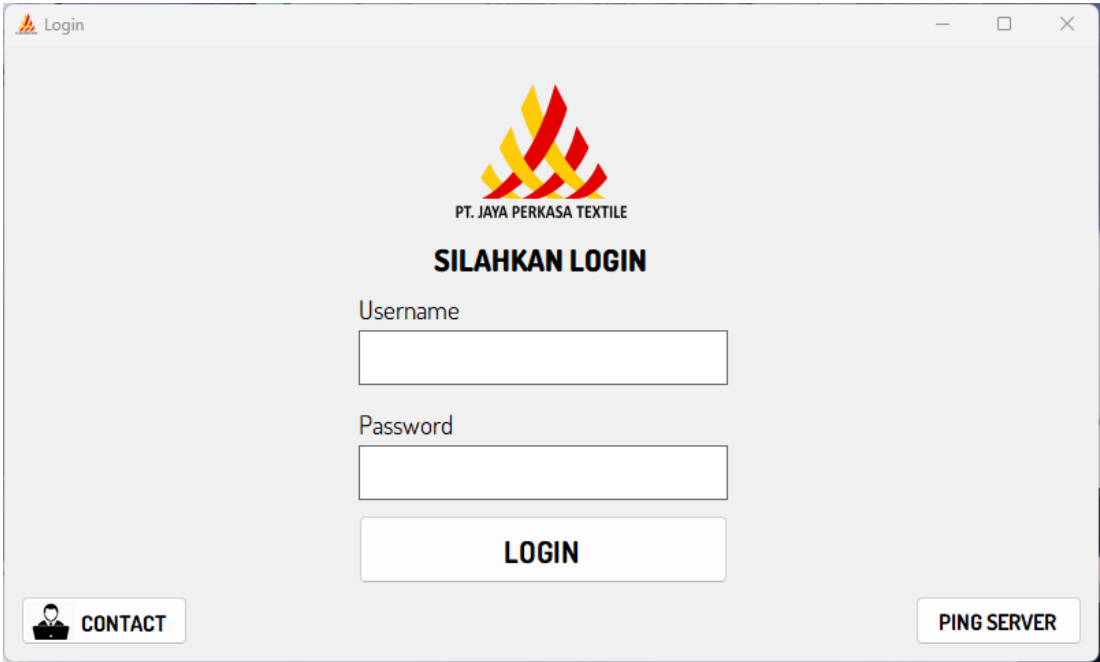 Login
PT. JAYA PERKASA TEXTILE
SILAHKAN LOGIN
Username
Password
LOGIN
CONTACT
PING SERVER